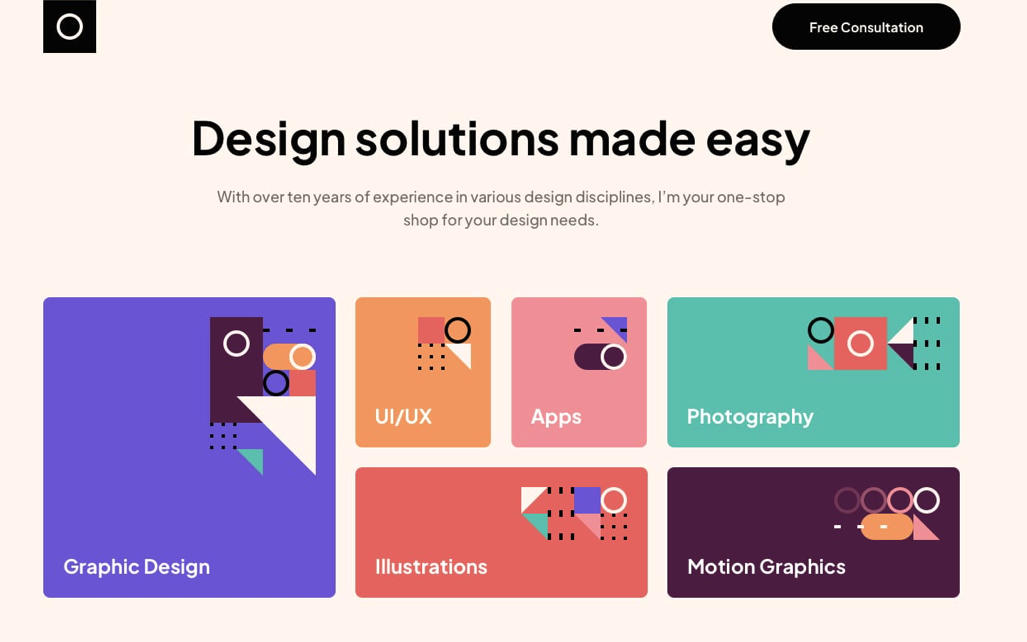 Free Consultation
Design solutions made easy
With over ten years of experience in various design disciplines, I’m your one-stop
shop for your design needs.
Graphic Design
UI/UX
Apps
Photography
Illustrations
Motion Graphics